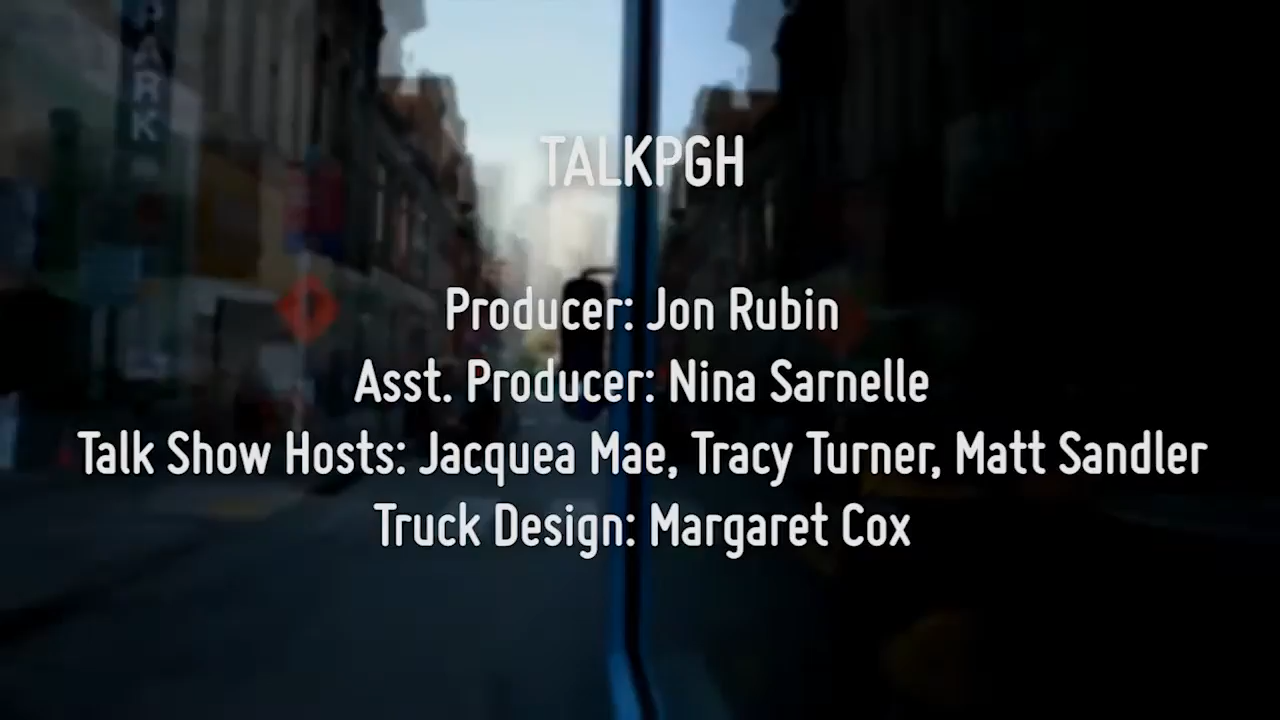 PARK
TALKPGH
Producer: Jon Rubin
Asst. Producer: Nina Sarnelle
Talk Show Hosts: Jacquea Mae, Tracy Turner, Matt Sandler
Truck Design: Margaret Cox